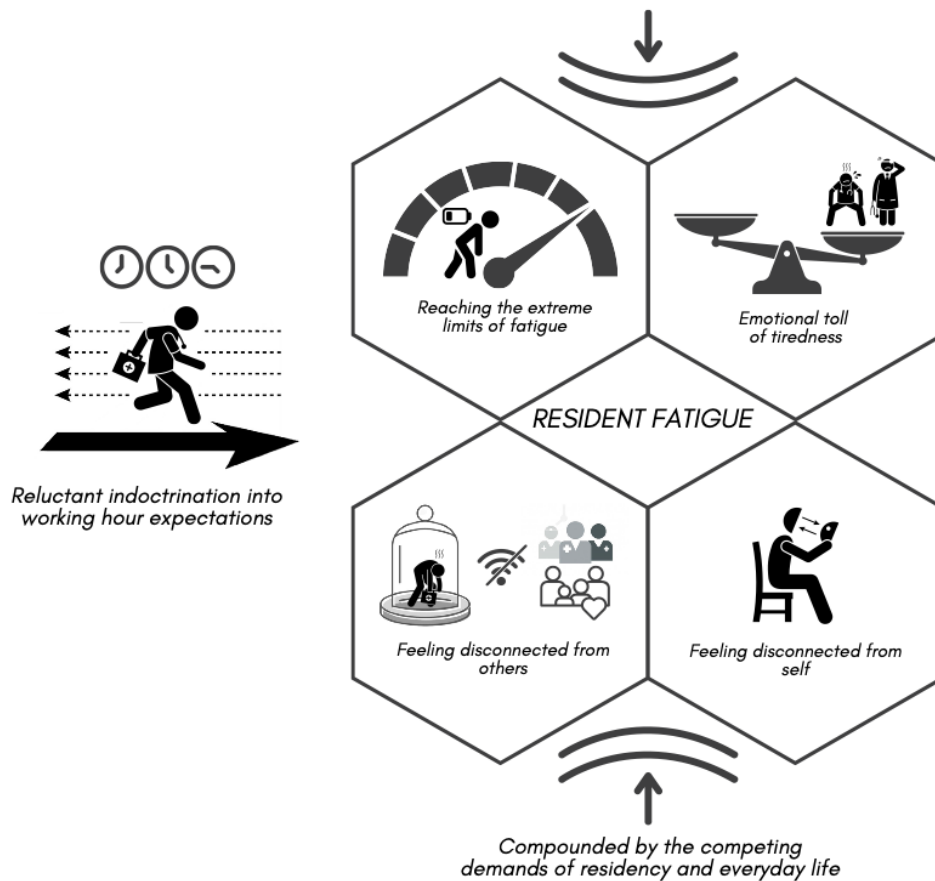 Reaching the extreme
limits of fatigue
Emotional toll
of tiredness
RESIDENT FATIGUE
Reluctant indoctrination into
working hour expectations
Feeling disconnected from
others
Feeling disconnected from
self
Compounded by the competing
demands of residency and everyday life